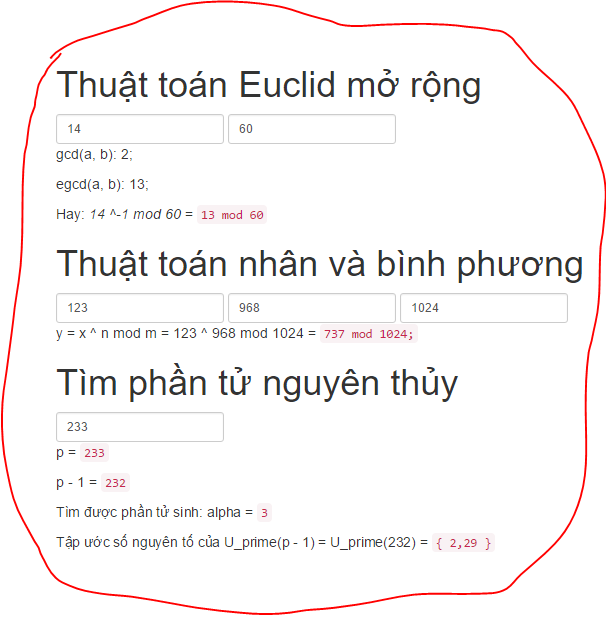 Thuật toán Euclid mở rộng
14 60
gcd(a, b): 2;
egcd(a, b): 13;
Hay: 14 ^-1 mod 60 = 13 mod 60
Thuật toán nhân và bình phương
123 968 1024
y = x ^ n mod m = 123 ^ 968 mod 1024 = 737 mod 1024;
Tìm phần tử nguyên thủy
233
p = 233
p - 1 = 232
Tìm được phần tử sinh: alpha = 3
Tập ước số nguyên tố của U_prime(p - 1) = U_prime(232) = { 2,29 }